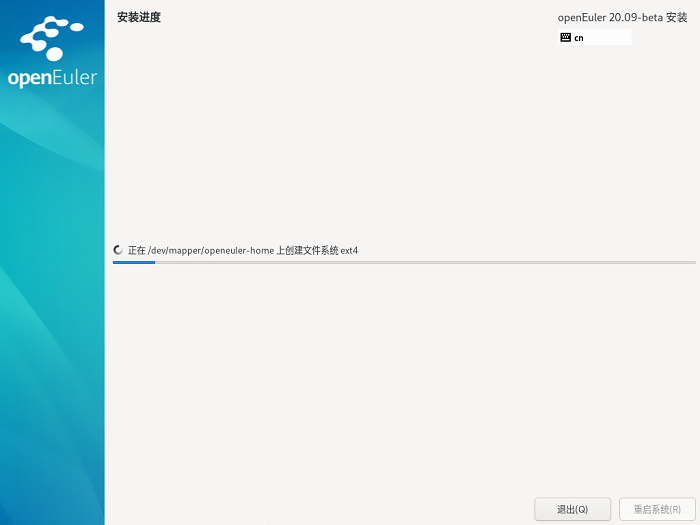 openEuler
安装进度
openEuler 20.09-beta 安装
cn
正在 /dev/mapper/openeuler-home 上创建文件系统 ext4
退出(Q)
重启系统(R)